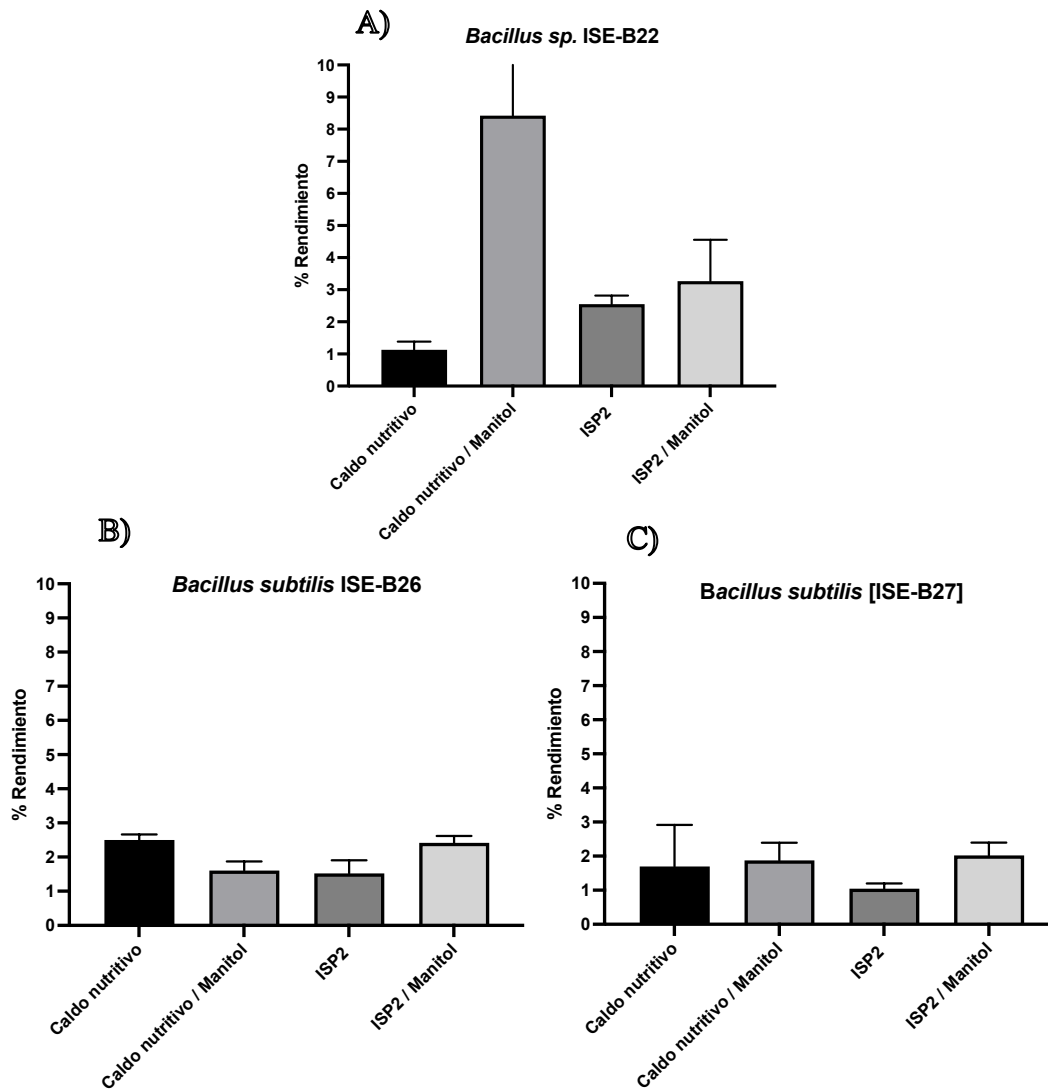 A)
Bacillus sp. ISE-B22
% Rendimiento
10
9
8
7
6
5
4
3
2
1
0
Caldo nutritivo
Caldo nutritivo / Manitol
ISP2
ISP2 / Manitol
B)
Bacillus subtilis ISE-B26
% Rendimiento
10
9
8
7
6
5
4
3
2
1
0
Caldo nutritivo
Caldo nutritivo / Manitol
ISP2
ISP2 / Manitol
C)
Bacillus subtilis [ISE-B27]
% Rendimiento
10
9
8
7
6
5
4
3
2
1
0
Caldo nutritivo
Caldo nutritivo / Manitol
ISP2
ISP2 / Manitol